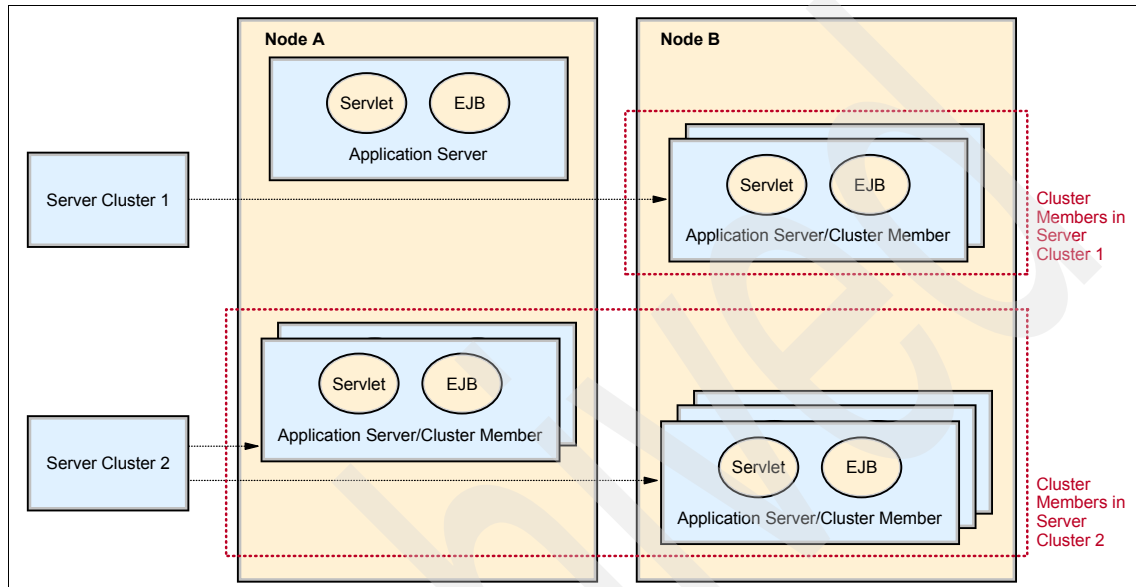 Node A
Node B
Servlet
EJB
Application Server
Server Cluster 1
Servlet
EJB
Application Server/Cluster Member
Cluster
Members in
Server
Cluster 1
Servlet
EJB
Application Server/Cluster Member
Server Cluster 2
Servlet
EJB
Application Server/Cluster Member
Cluster
Members in
Server
Cluster 2